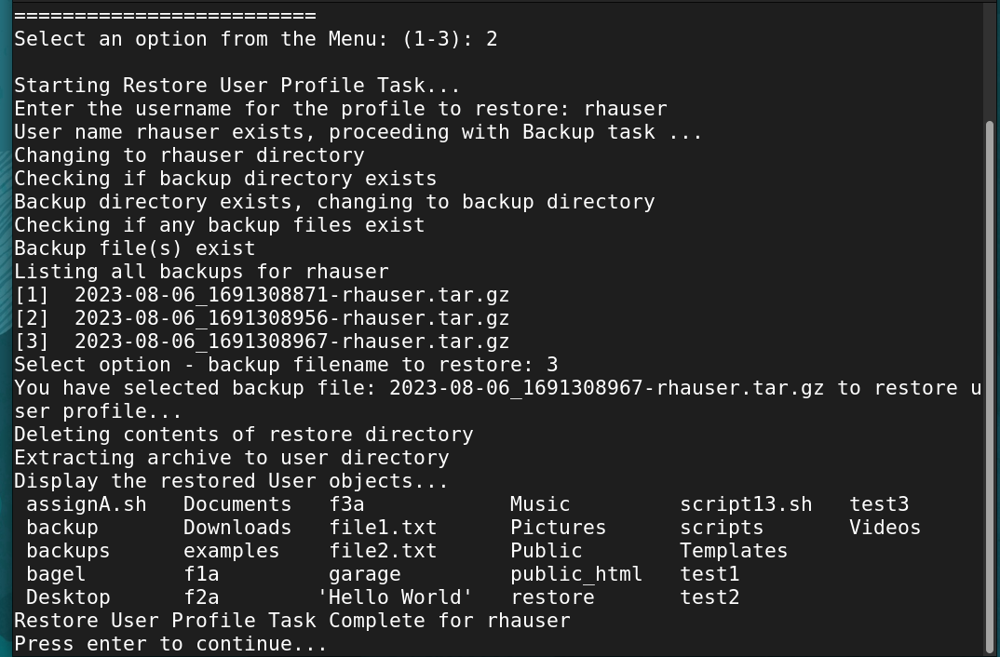 =========================
Select an option from the Menu: (1-3): 2
Starting Restore User Profile Task...
Enter the username for the profile to restore: rhauser
User name rhauser exists, proceeding with Backup task ...
Changing to rhauser directory
Checking if backup directory exists
Backup directory exists, changing to backup directory
Checking if any backup files exist
Backup file(s) exist
Listing all backups for rhauser
[1]  2023-08-06_1691308871-rhauser.tar.gz
[2]  2023-08-06_1691308956-rhauser.tar.gz
[3]  2023-08-06_1691308967-rhauser.tar.gz
Select option - backup filename to restore: 3
You have selected backup file: 2023-08-06_1691308967-rhauser.tar.gz to restore u
ser profile...
Deleting contents of restore directory
Extracting archive to user directory
Display the restored User objects...
 assignA.sh   Documents   f3a            Music         script13.sh   test3
 backup       Downloads   file1.txt      Pictures      scripts       Videos
 backups      examples    file2.txt      Public        Templates
 bagel        f1a         garage         public_html   test1
 Desktop      f2a        'Hello World'   restore       test2
Restore User Profile Task Complete for rhauser
Press enter to continue...